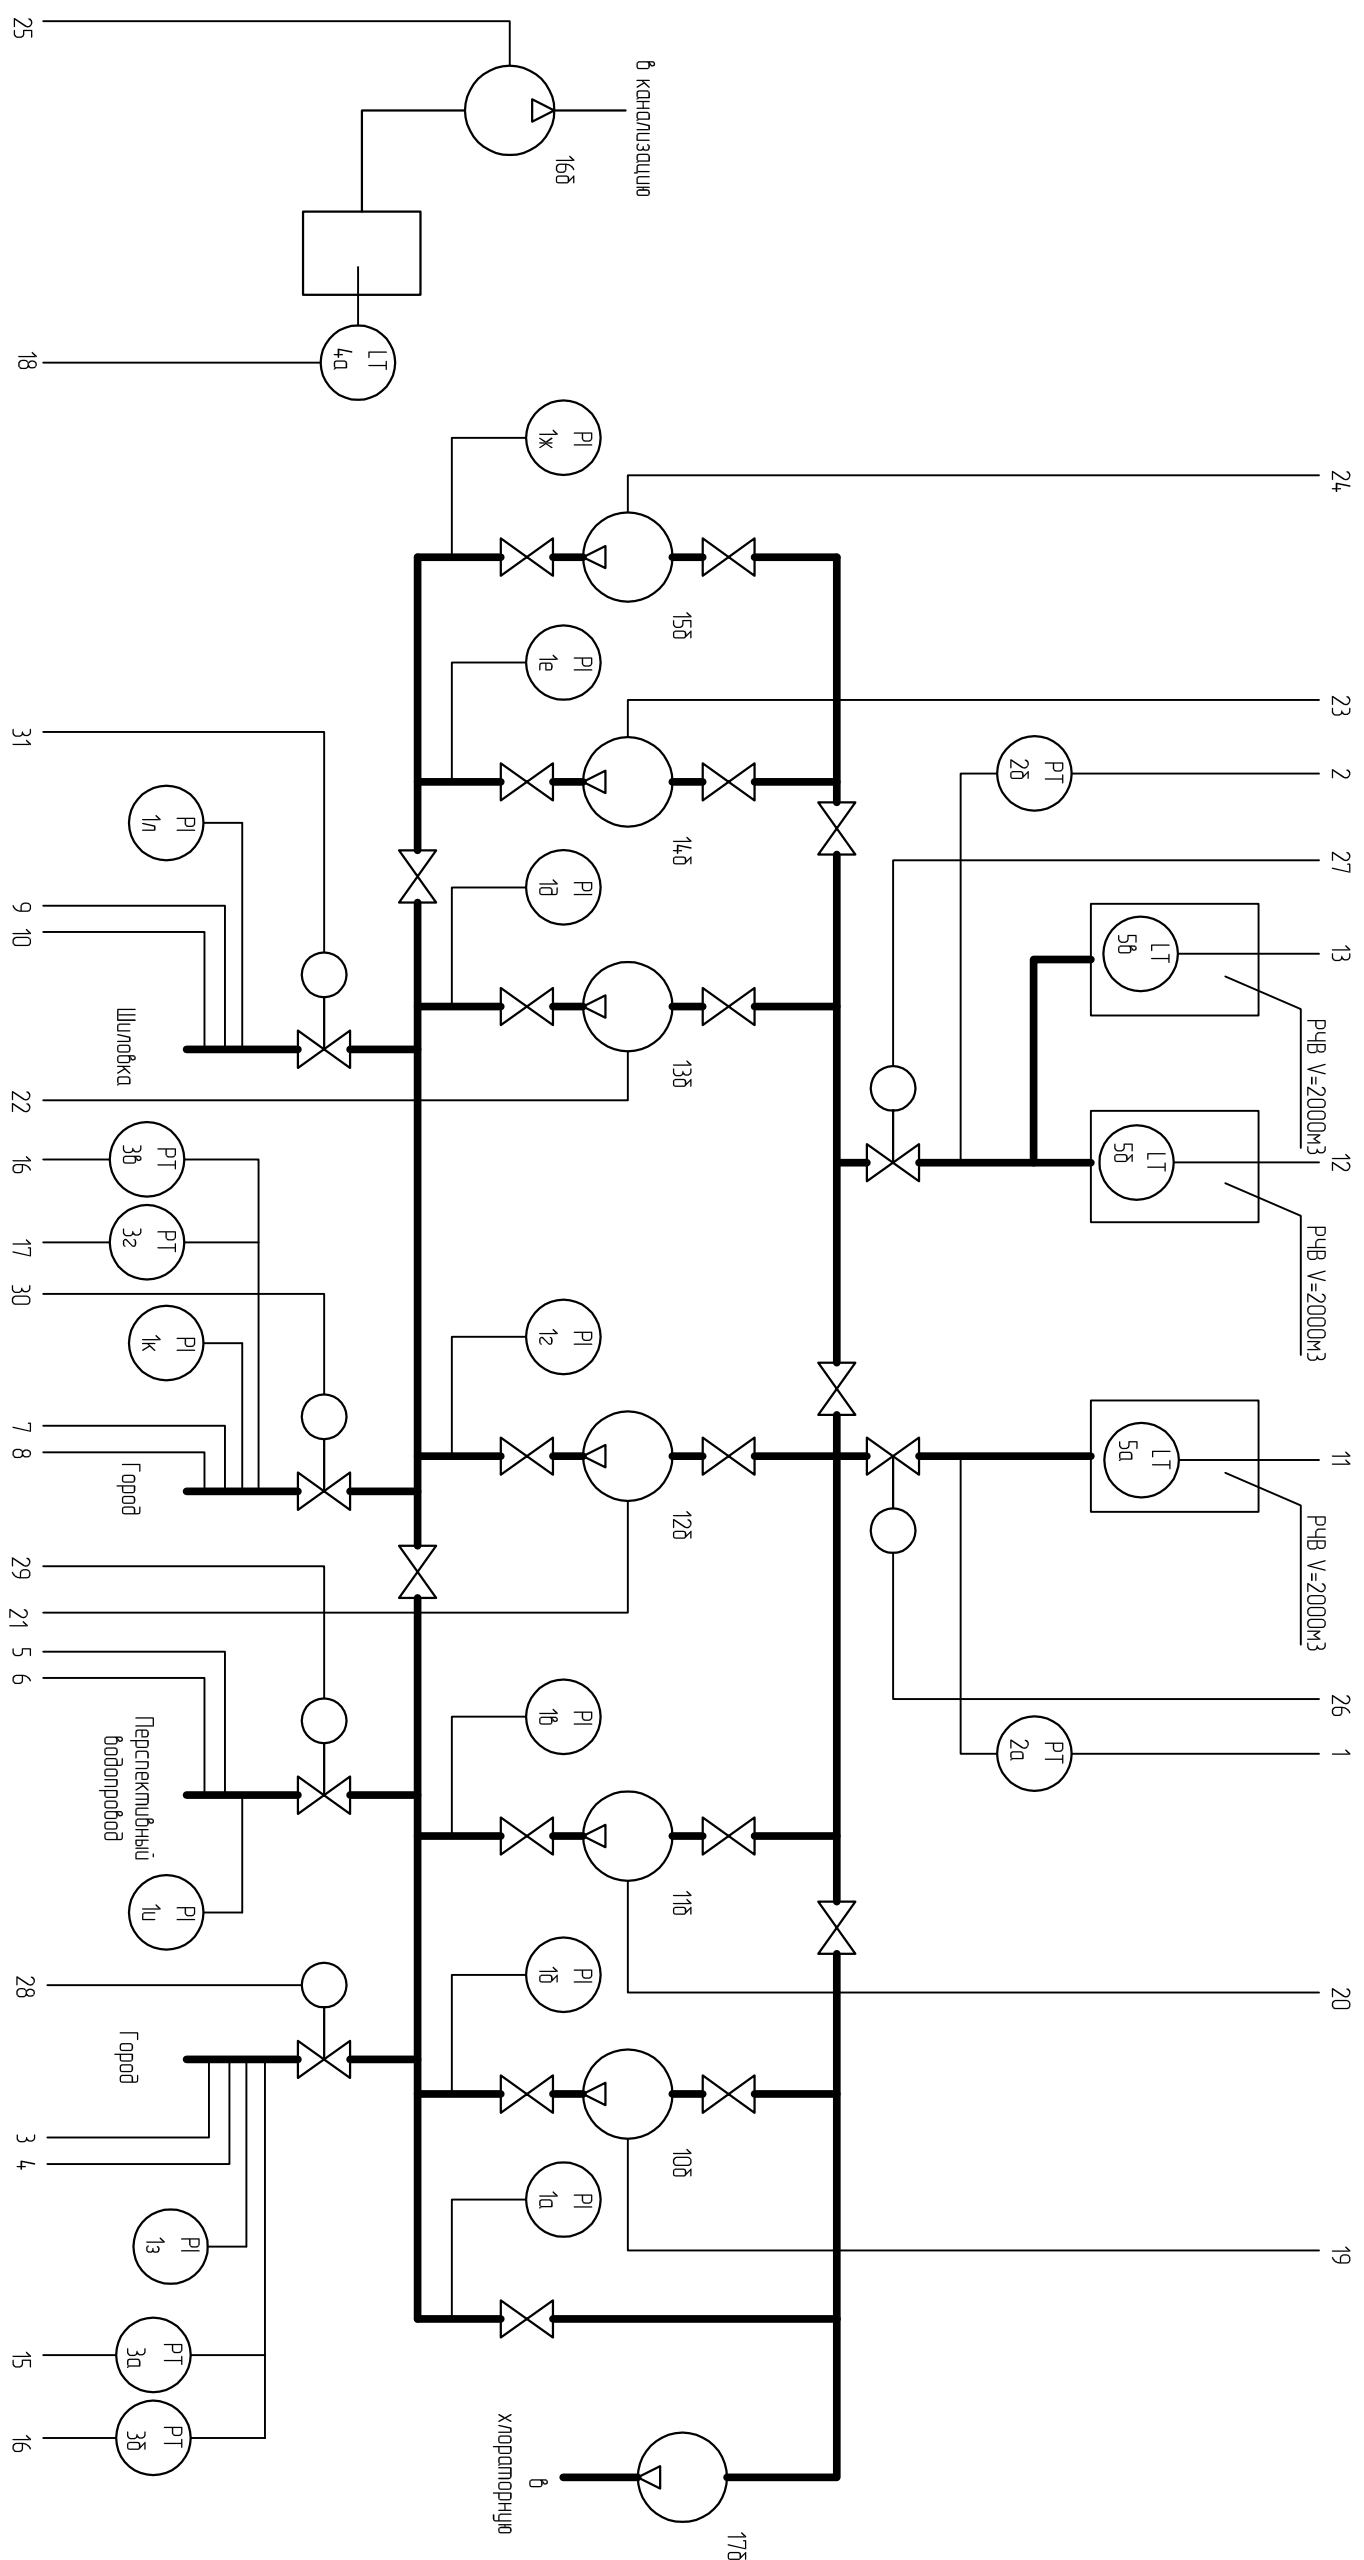 24
23
2
27
13
12
11
26
1
20
19
РЧВ V=2000м3
РЧВ V=2000м3
РЧВ V=2000м3
LT
5в
LT
5б
LT
5а
PT
2б
PT
2а
17б
15б
14б
13б
12б
11б
10б
в канализацию
16б
PI
1ж
PI
1е
PI
1д
PI
1г
PI
1в
PI
1б
PI
1а
в
хлораторную
LT
4а
PI
1л
Шиловка
PT
3в
PT
3г
PI
1к
Город
Перспективный
водопровод
PI
1и
Город
PI
1з
PT
3а
PT
3б
25
18
31
9
10
22
16
17
30
7
8
29
21
5
6
28
3
4
15
16